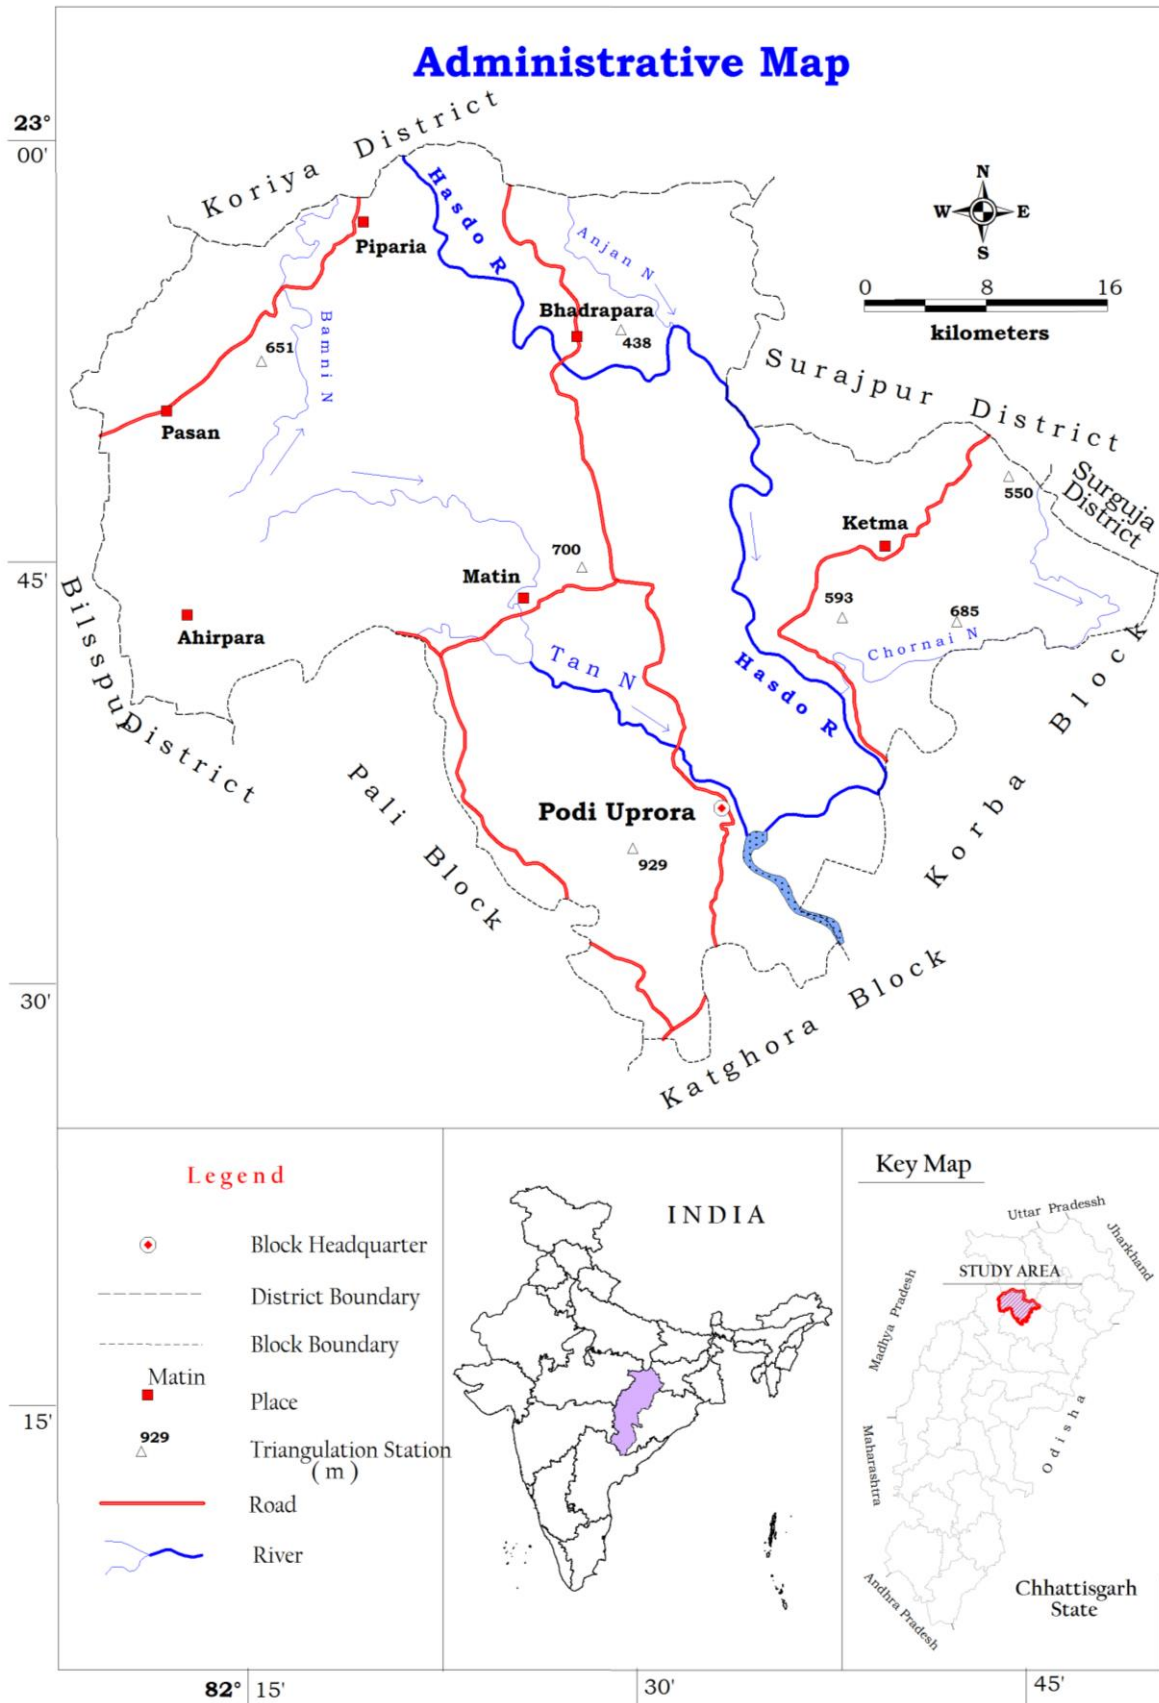 Administrative Map
23°
00'
Koriya District
Hasdo R
Anjan N
N
W E
S
Piparia
Bhadrapara
438
0 8 16
kilometers
651
Bamni N
Surajpur District
Pasan
550
Surguja
District
Ketma
700
45'
Matin
593
685
Bilsspur
District
Ahirpara
Chornai N
Tan N
Hasdo R
Korba Block
Pali Block
Podi Uprora
929
30'
Katghora Block
Legend
Block Headquarter
District Boundary
Block Boundary
Matin
Place
929
Triangulation Station
( m )
Road
River
15'
INDIA
Key Map
Uttar Pradessh
Jharkhand
STUDY AREA
Madhya Pradesh
Odisha
Maharashtra
Andhra Pradesh
Chhattisgarh
State
82° 15'
30'
45'